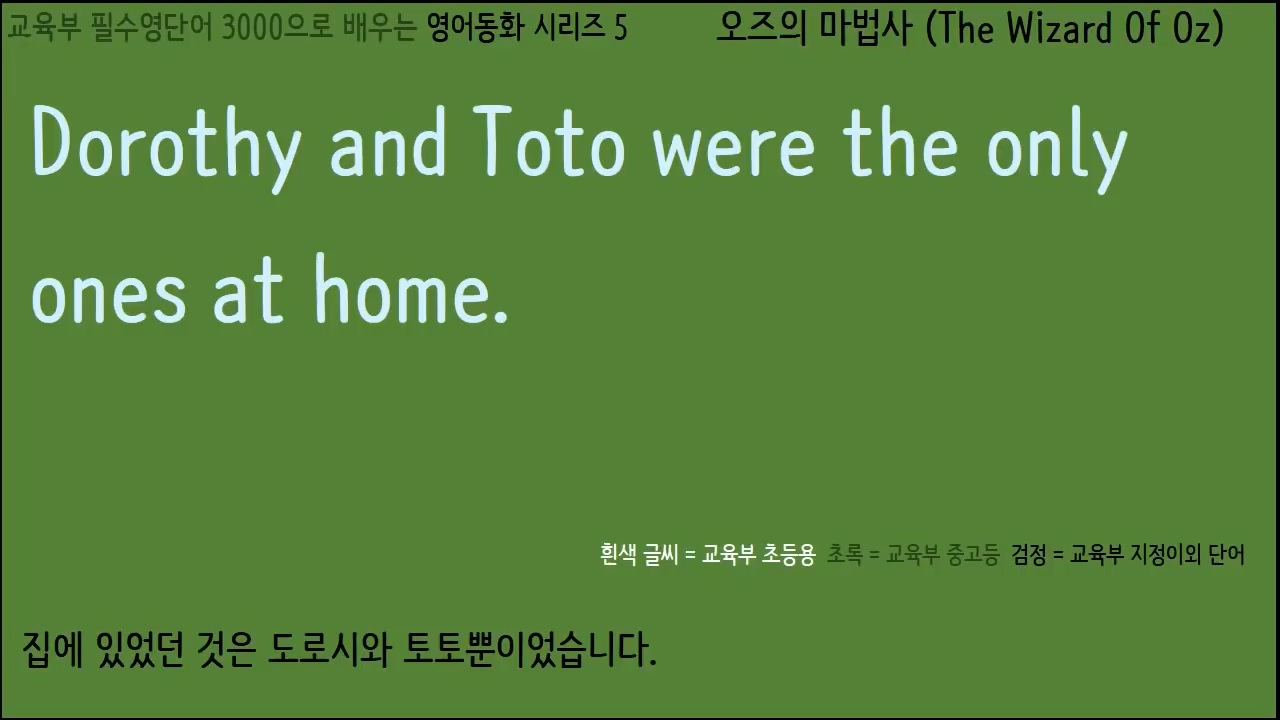 교육부 필수영단어 3000으로 배우는 영어동화 시리즈 5 오즈의 마법사 (The Wizard Of Oz)
Dorothy and Toto were the only
ones at home.
흰색 글씨 = 교육부 초등용 초록 = 교육부 중고등 검정 = 교육부 지정이외 단어
집에 있었던 것은 도로시와 토토뿐이었습니다.